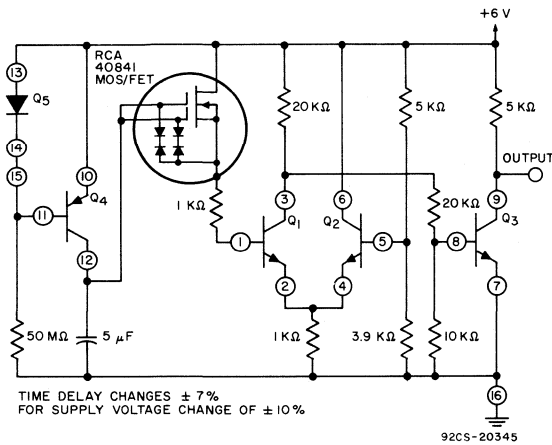 +6 V
RCA
40841
MOS/FET
13
Q5
20 KΩ
5 KΩ
5 KΩ
14
OUTPUT
15
10
Q4
11
1 KΩ
3
6
20 KΩ
9
Q1
Q2
Q3
1
5
8
12
2
4
7
50 MΩ
5 μF
1 KΩ
3.9 KΩ
10 KΩ
TIME DELAY CHANGES ± 7%
FOR SUPPLY VOLTAGE CHANGE OF ± 10%
16
92CS-20345